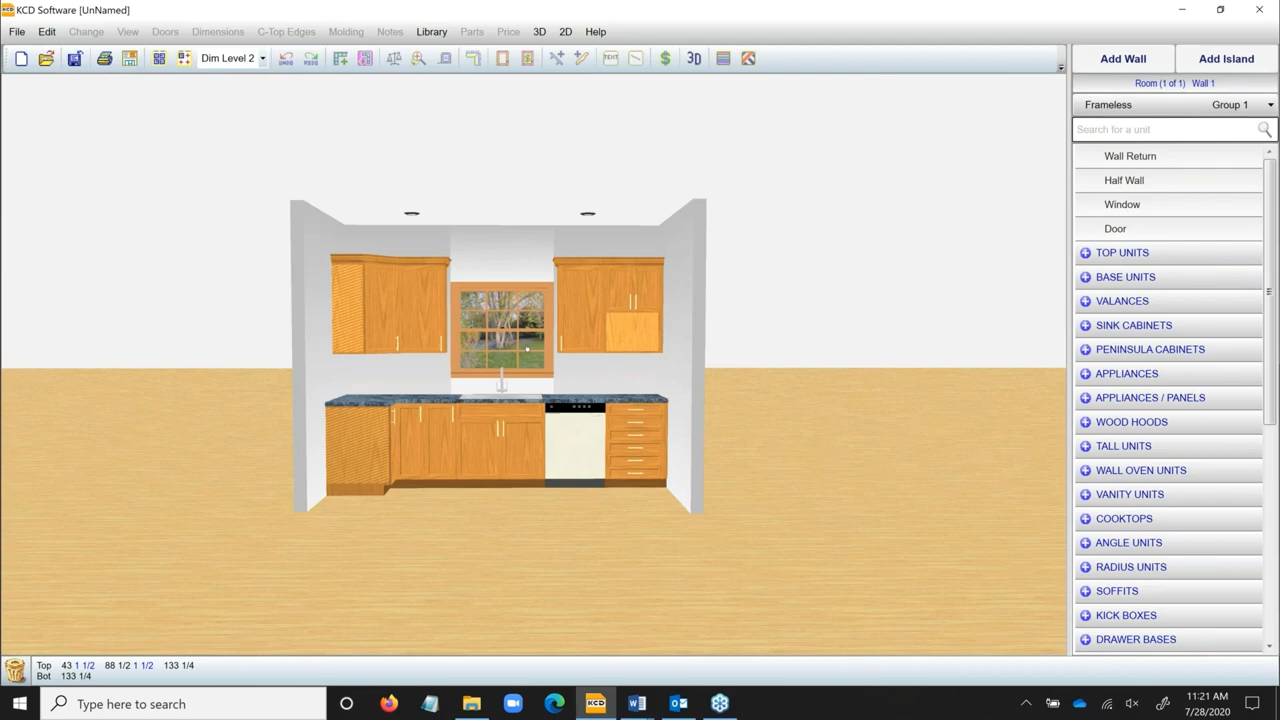 KCD Software [UnNamed]
File Edit Change View Doors Dimensions C-Top Edges Molding Notes Library Parts Price 3D 2D Help
Dim Level 2 UNDO REDO TEXT $ 3D
Add Wall Add Island
Room (1 of 1) Wall 1
Frameless Group 1
Search for a unit
Wall Return
Half Wall
Window
Door
TOP UNITS
BASE UNITS
VALANCES
SINK CABINETS
PENINSULA CABINETS
APPLIANCES
APPLIANCES / PANELS
WOOD HOODS
TALL UNITS
WALL OVEN UNITS
VANITY UNITS
COOKTOPS
ANGLE UNITS
RADIUS UNITS
SOFFITS
KICK BOXES
DRAWER BASES
Top 43 1 1/2 88 1/2 1 1/2 133 1/4
Bot 133 1/4
Type here to search
KCD
11:21 AM
7/28/2020